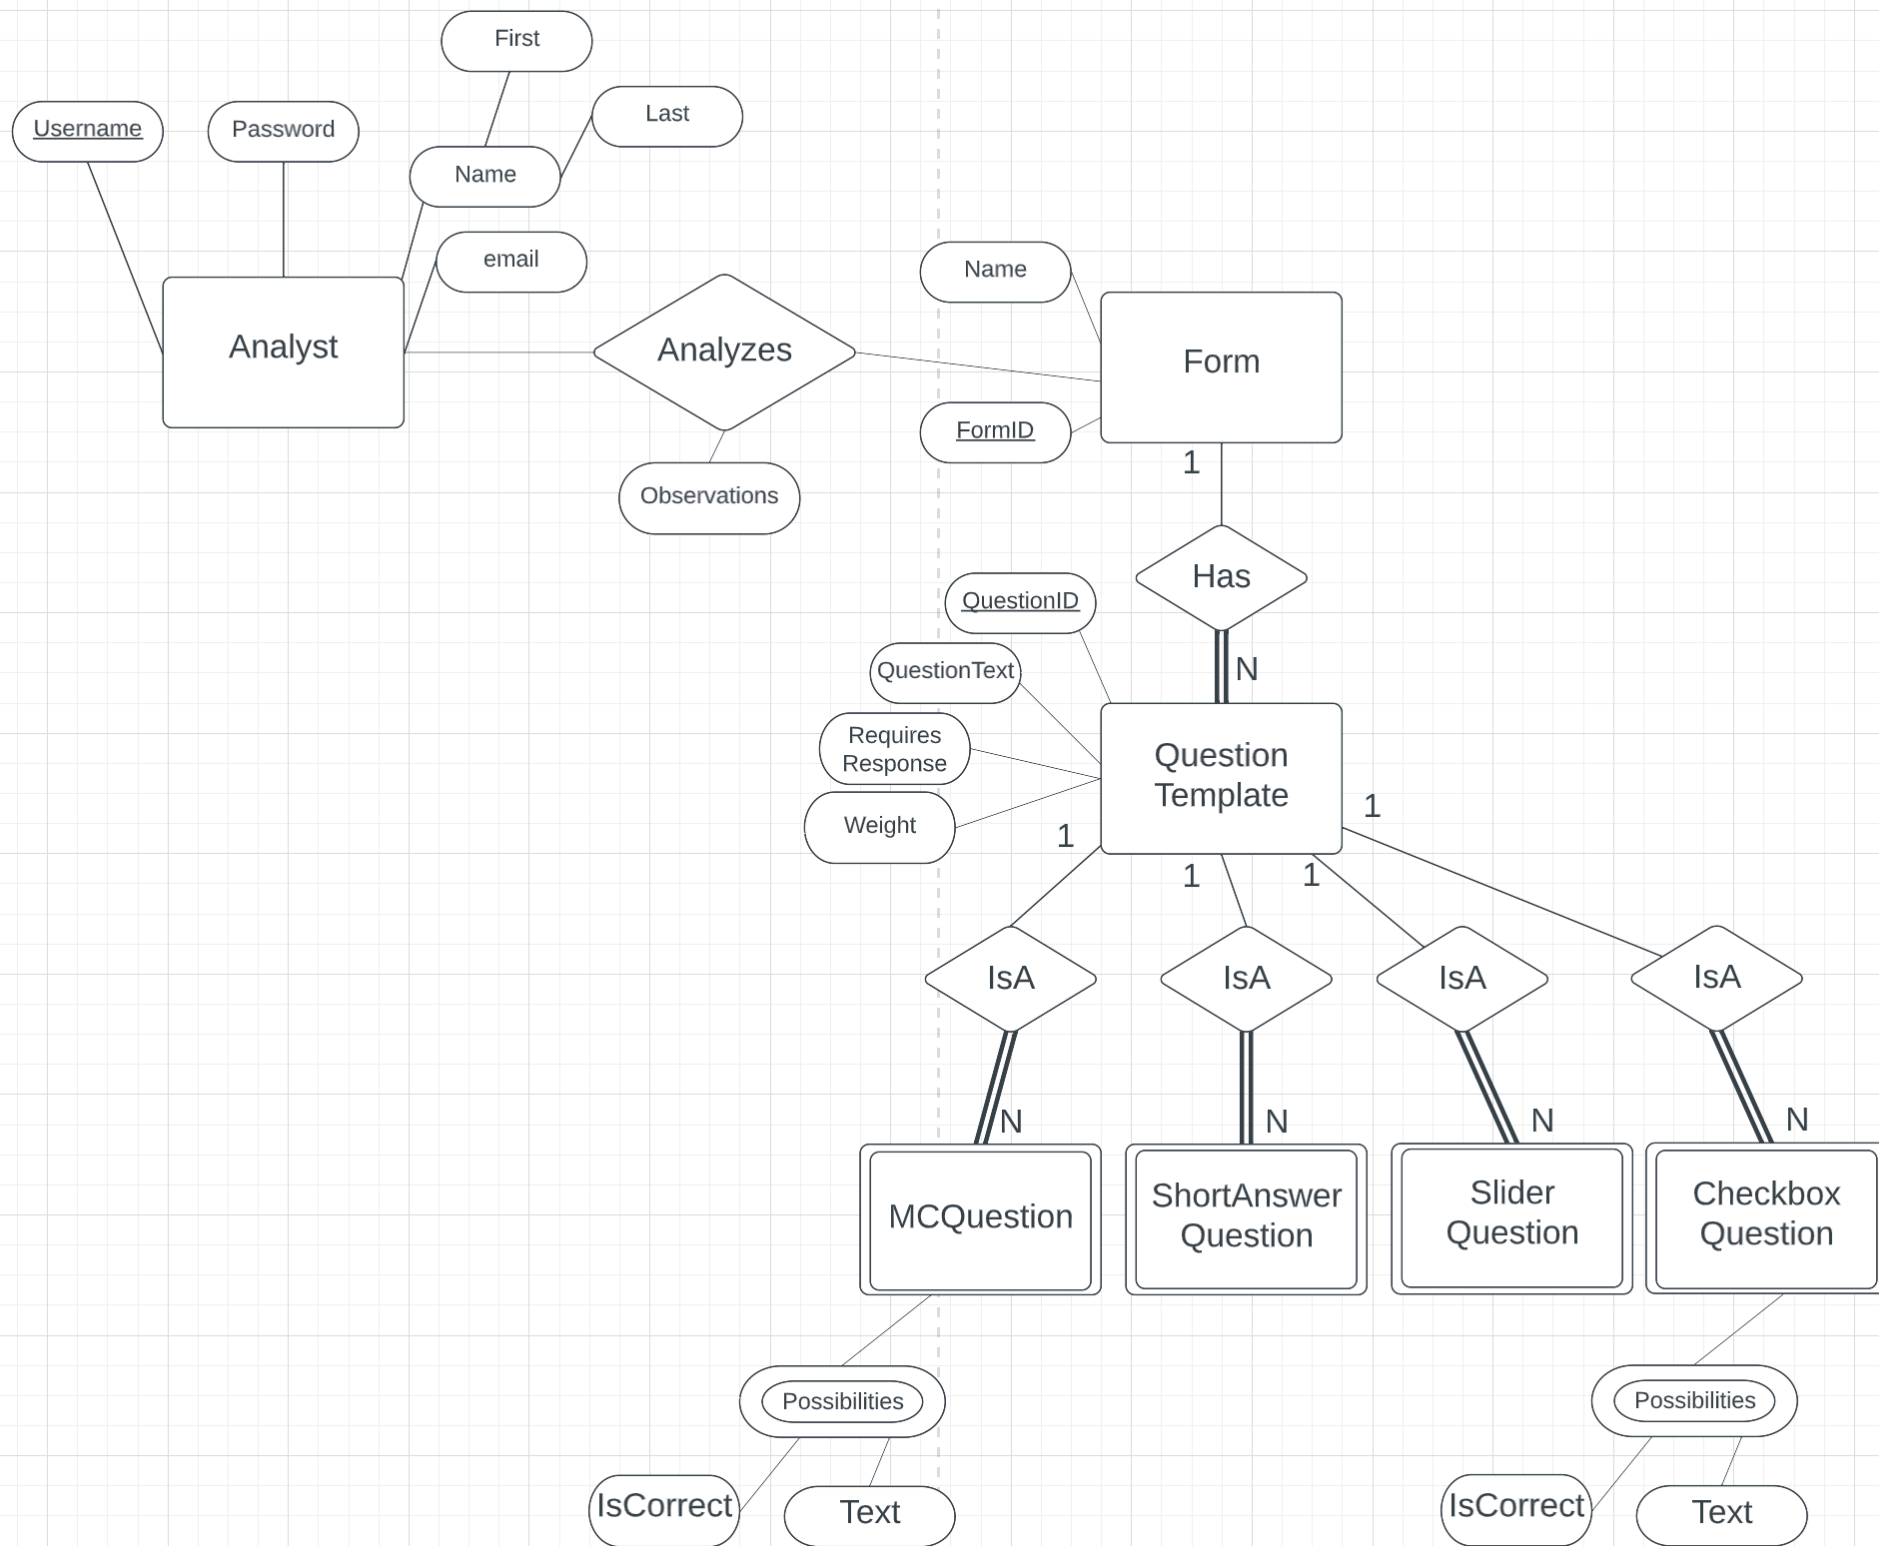 First
Last
Username
Password
Name
email
Analyst
Analyzes
Name
Form
FormID
Observations
1
Has
QuestionID
N
QuestionText
Requires
Response
Weight
Question
Template
1
1
1
1
IsA
IsA
IsA
IsA
N
N
N
N
MCQuestion
ShortAnswer
Question
Slider
Question
Checkbox
Question
Possibilities
Possibilities
IsCorrect
Text
IsCorrect
Text